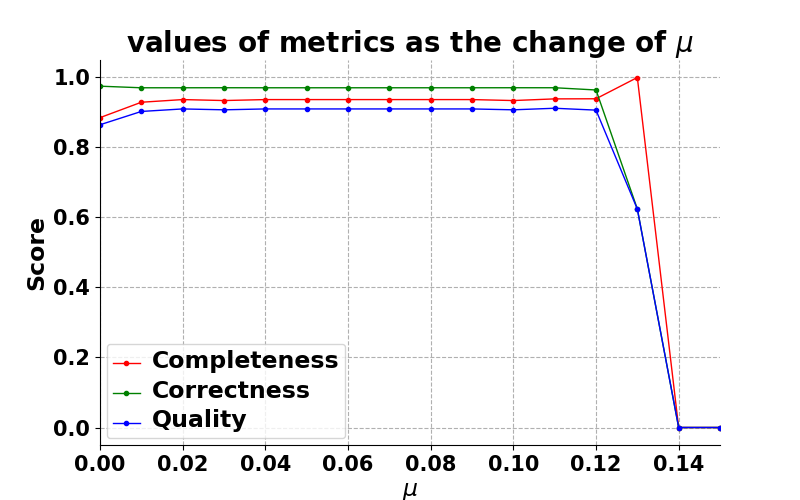 values of metrics as the change of μ
1.0
0.8
0.6
0.4
0.2
0.0
Score
Completeness
Correctness
Quality
0.00 0.02 0.04 0.06 0.08 0.10 0.12 0.14
μ